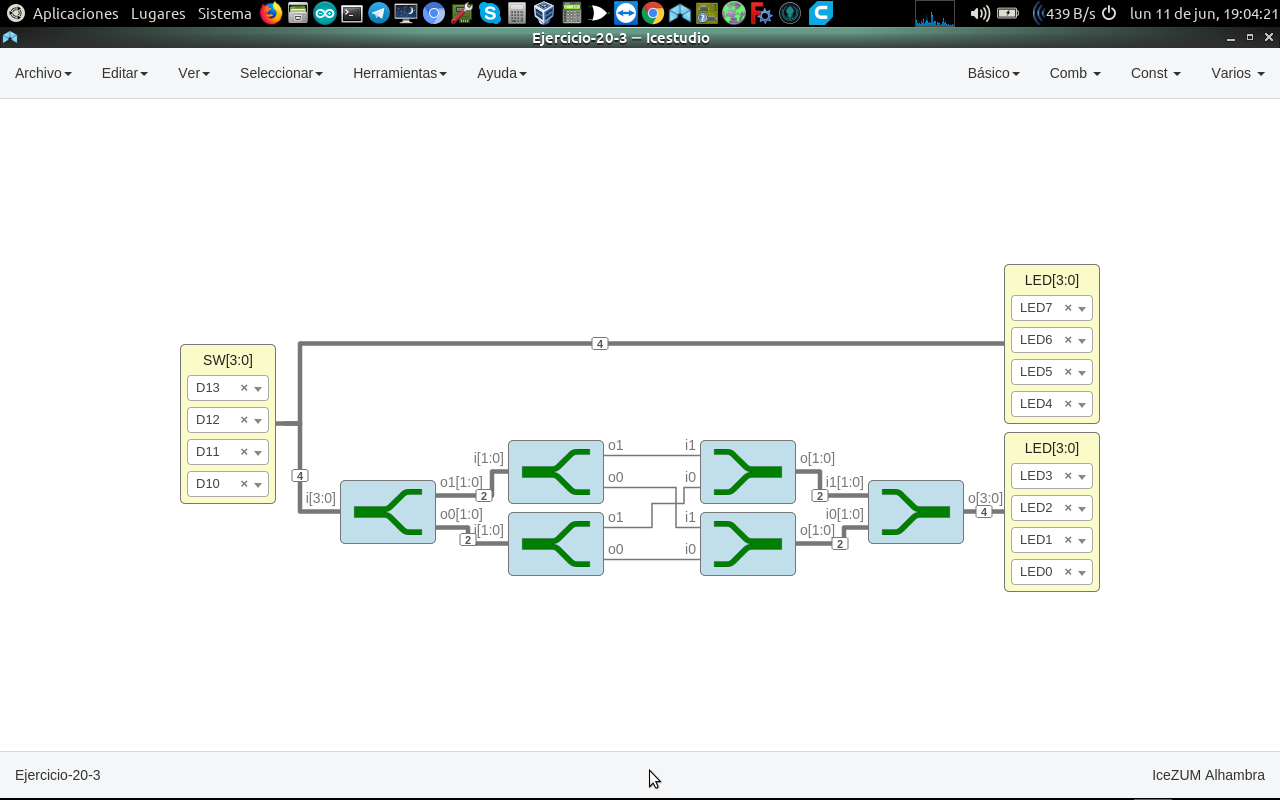 Aplicaciones Lugares Sistema 439 B/s lun 11 de jun, 19:04:21
Ejercicio-20-3 — Icestudio
Archivo Editar Ver Seleccionar Herramientas Ayuda Básico Comb Const Varios
LED[3:0]
LED7 ×
LED6 ×
LED5 ×
LED4 ×
4
SW[3:0]
D13 ×
D12 ×
D11 ×
D10 ×
4
i[3:0]
o1[1:0]
2
o0[1:0]
2
i[1:0]
i[1:0]
o1
o0
o1
o0
i1
i0
i1
i0
o[1:0]
2
o[1:0]
2
i1[1:0]
i0[1:0]
o[3:0]
4
LED[3:0]
LED3 ×
LED2 ×
LED1 ×
LED0 ×
Ejercicio-20-3 IceZUM Alhambra